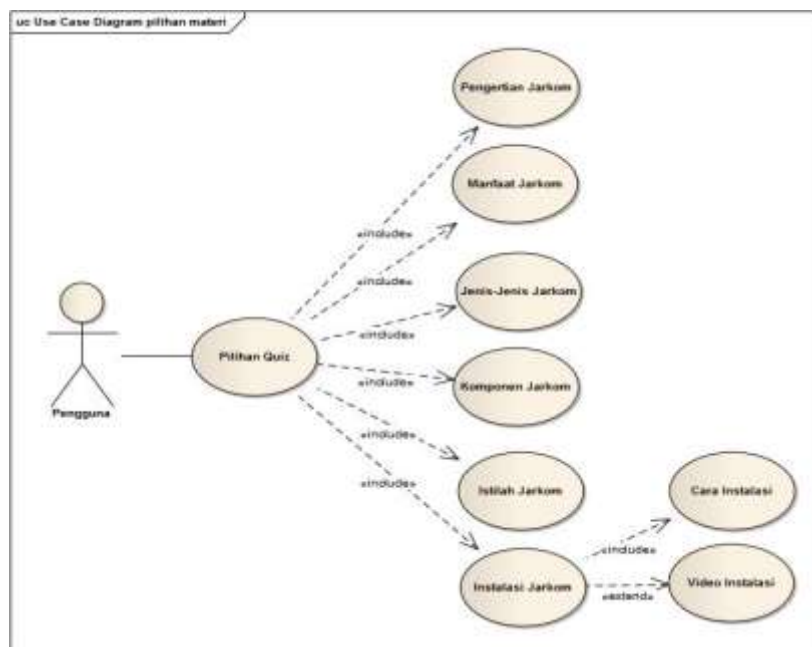 uc Use Case Diagram pilihan materi
Pengertian Jarkom
Manfaat Jarkom
«include»
«include»
Jenis-Jenis Jarkom
«include»
Pilihan Quiz
Komponen Jarkom
«include»
Pengguna
«include»
«include»
Istilah Jarkom
Cara Instalasi
«include»
Instalasi Jarkom
Video Instalasi
«extend»